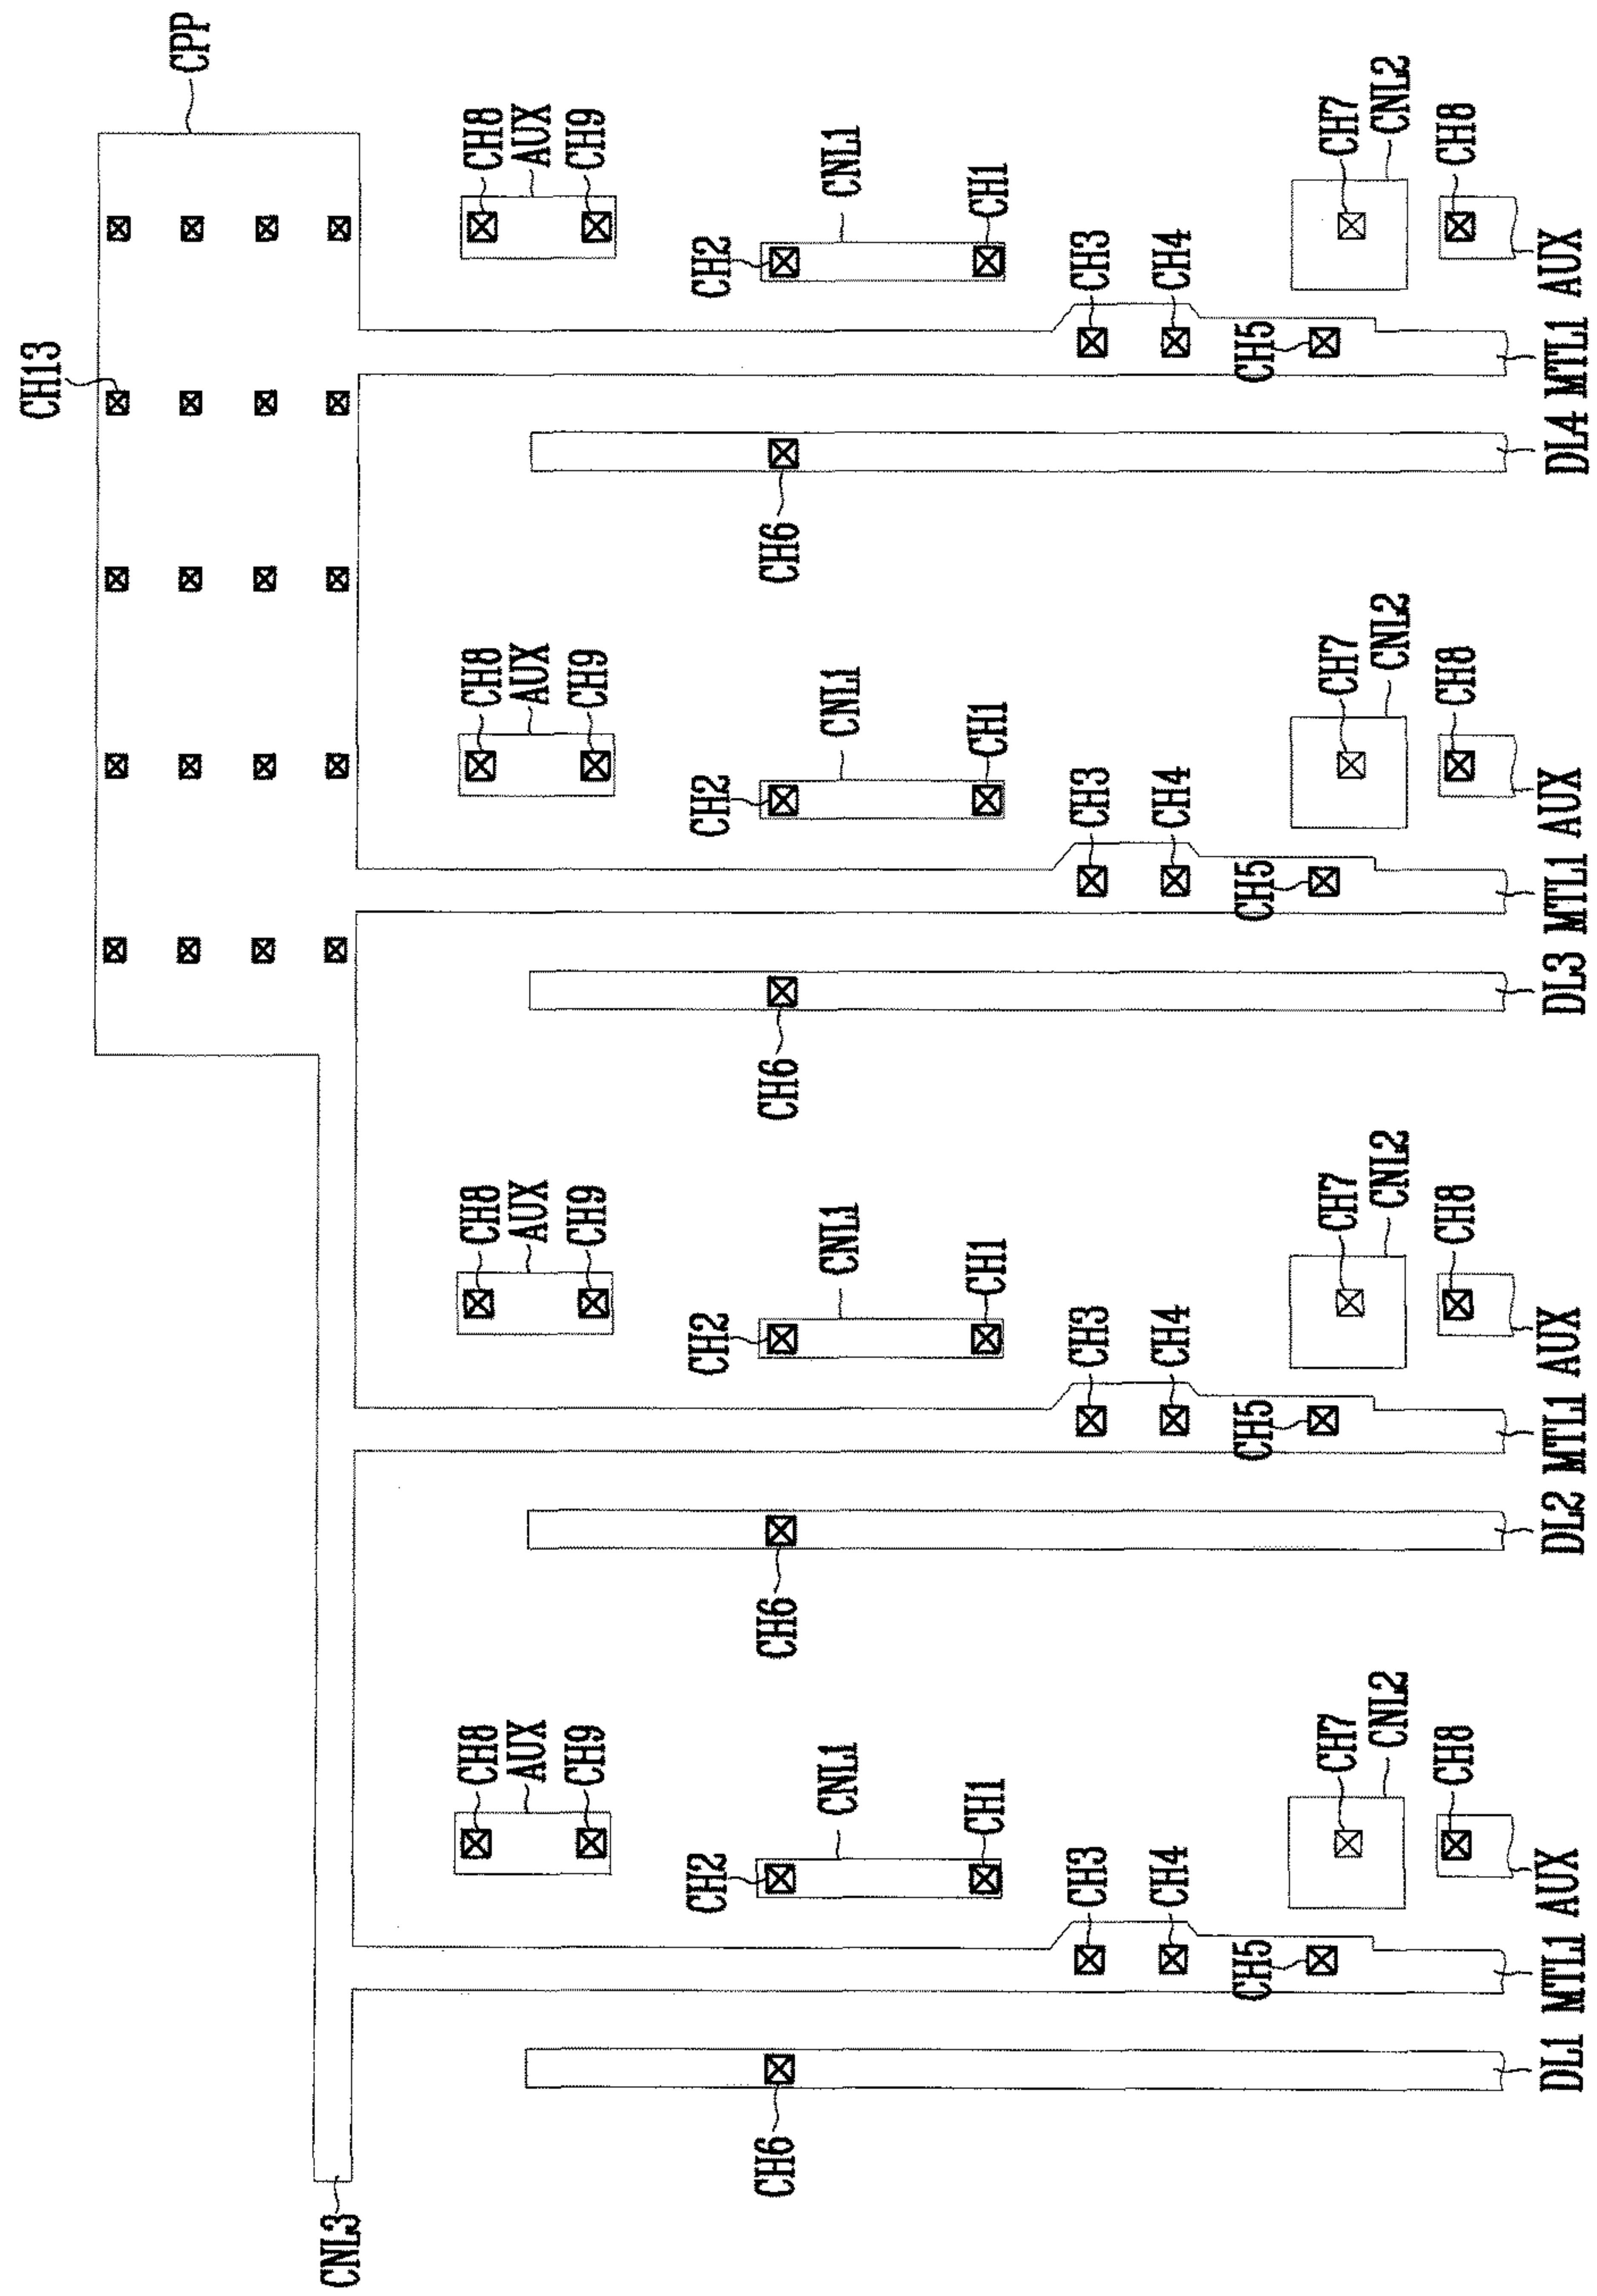 CH13
CPP
CNL3
CH8
CH8
CH8
CH8
AUX
AUX
AUX
AUX
CH9
CH9
CH9
CH9
CH2
CH2
CH2
CH2
CH6
CH6
CH6
CH6
CNL1
CNL1
CNL1
CNL1
CH1
CH1
CH1
CH1
CH3
CH3
CH3
CH3
CH4
CH4
CH4
CH4
CH5
CH5
CH5
CH5
CH7
CH7
CH7
CH7
CNL2
CNL2
CNL2
CNL2
CH8
CH8
CH8
CH8
DL1 MTL1 AUX DL2 MTL1 AUX DL3 MTL1 AUX DL4 MTL1 AUX